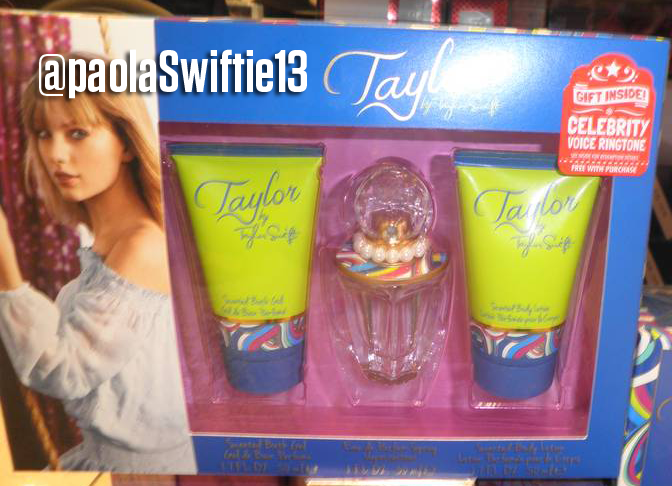 @paolaSwiftie13
Taylor
by Taylor Swift
GIFT INSIDE!
CELEBRITY
VOICE RINGTONE
FREE WITH PURCHASE
Taylor
by
Taylor Swift
Scented Bath Gel
Gel de Bain Parfumé
Taylor
by
Taylor Swift
Scented Body Lotion
Lotion Parfumée pour le Corps
Scented Bath Gel
Gel de Bain Parfumé
Eau de Parfum Spray
Vaporisateur
Scented Body Lotion
Lotion Parfumée pour le Corps